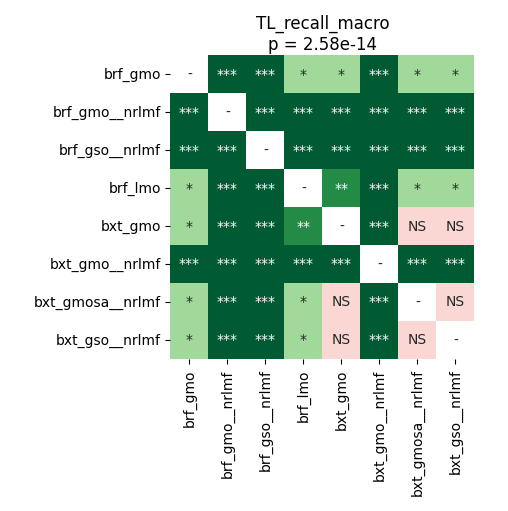 TL_recall_macro
p = 2.58e-14
brf_gmo - *** *** * * *** * *
brf_gmo__nrlmf *** - *** *** *** *** *** ***
brf_gso__nrlmf *** *** - *** *** *** *** ***
brf_lmo * *** *** - ** *** * *
bxt_gmo * *** *** ** - *** NS NS
bxt_gmo__nrlmf *** *** *** *** *** - *** ***
bxt_gmosa__nrlmf * *** *** * NS *** - NS
bxt_gso__nrlmf * *** *** * NS *** NS -
brf_gmo
brf_gmo__nrlmf
brf_gso__nrlmf
brf_lmo
bxt_gmo
bxt_gmo__nrlmf
bxt_gmosa__nrlmf
bxt_gso__nrlmf